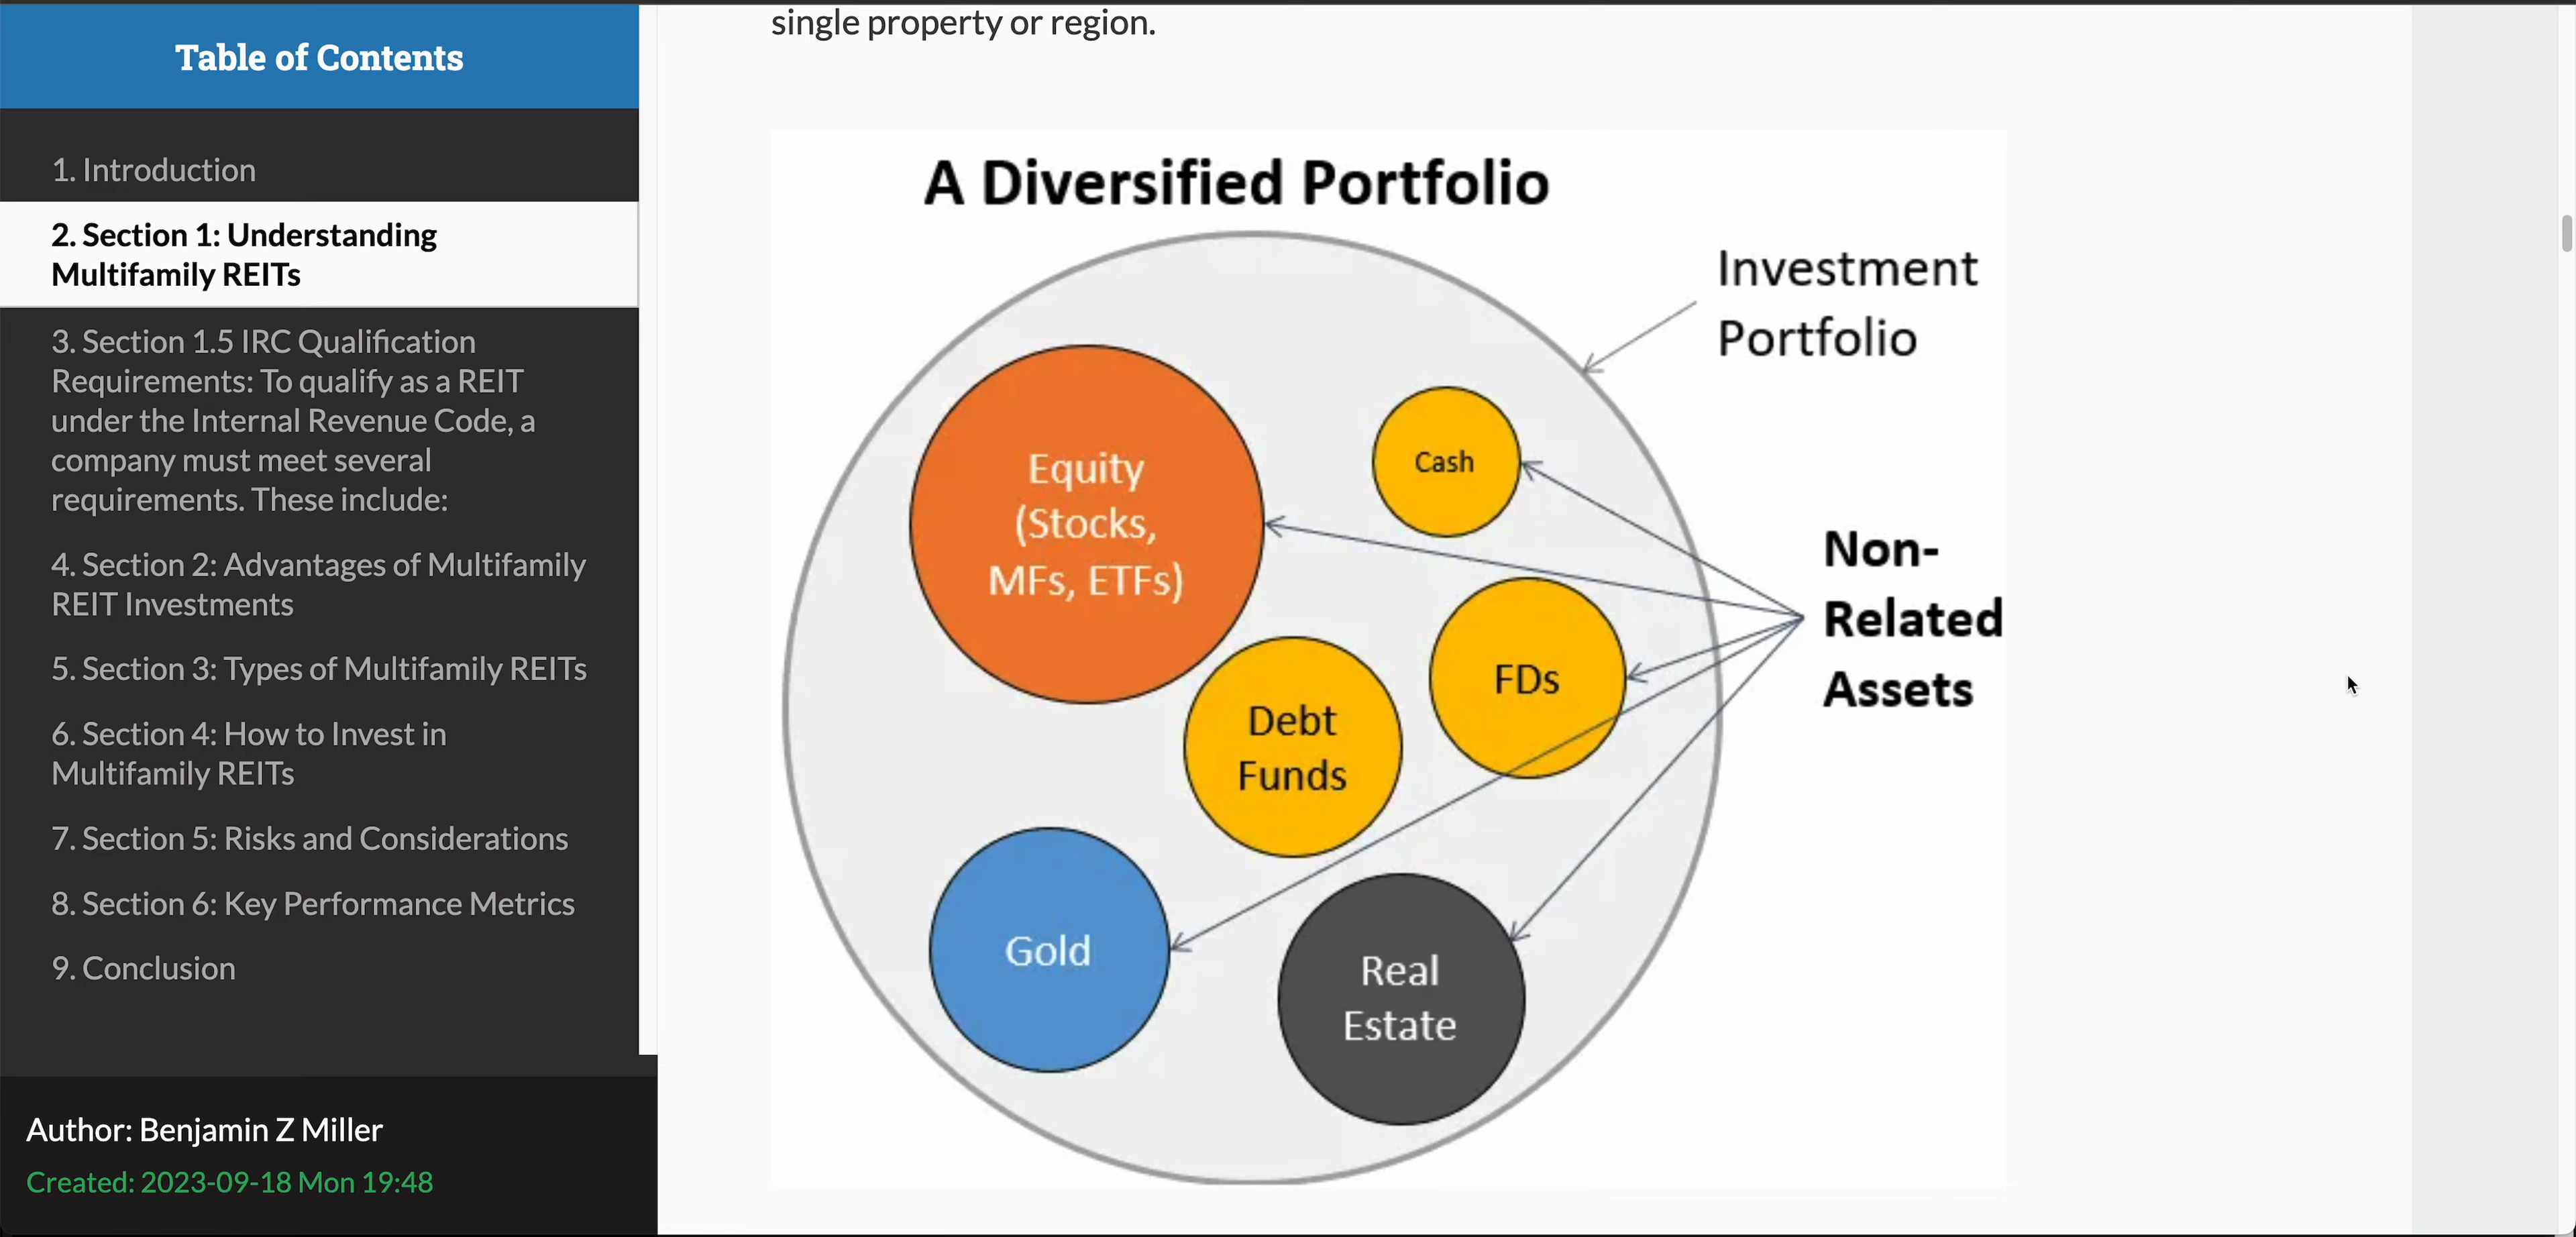 Table of Contents
1. Introduction
2. Section 1: Understanding
Multifamily REITs
3. Section 1.5 IRC Qualification
Requirements: To qualify as a REIT
under the Internal Revenue Code, a
company must meet several
requirements. These include:
4. Section 2: Advantages of Multifamily
REIT Investments
5. Section 3: Types of Multifamily REITs
6. Section 4: How to Invest in
Multifamily REITs
7. Section 5: Risks and Considerations
8. Section 6: Key Performance Metrics
9. Conclusion
Author: Benjamin Z Miller
Created: 2023-09-18 Mon 19:48
single property or region.
A Diversified Portfolio
Investment
Portfolio
Equity
(Stocks,
MFs, ETFs)
Cash
Non-
Related
Assets
FDs
Debt
Funds
Gold
Real
Estate